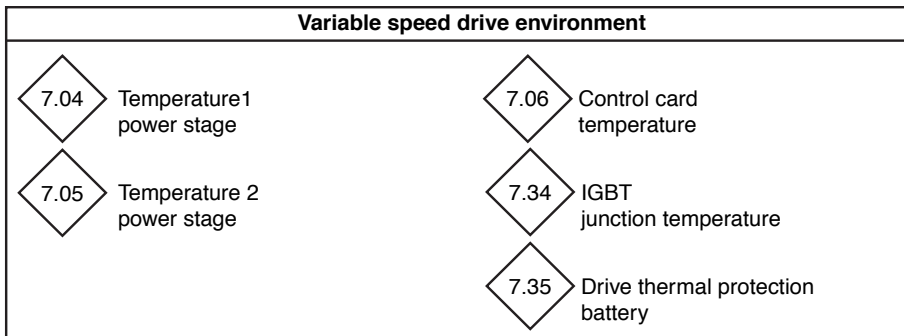 Variable speed drive environment
7.04 Temperature1
power stage
7.05 Temperature 2
power stage
7.06 Control card
temperature
7.34 IGBT
junction temperature
7.35 Drive thermal protection
battery